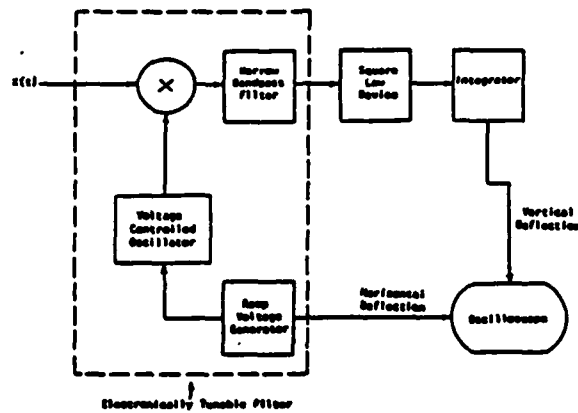 X(t)
X
Narrow
Bandpass
Filter
Square
Law
Device
Integrator
Voltage
Controlled
Oscillator
Vertical
Deflection
Ramp
Voltage
Generator
Horizontal
Deflection
Oscilloscope
Electronically Tunable Filter